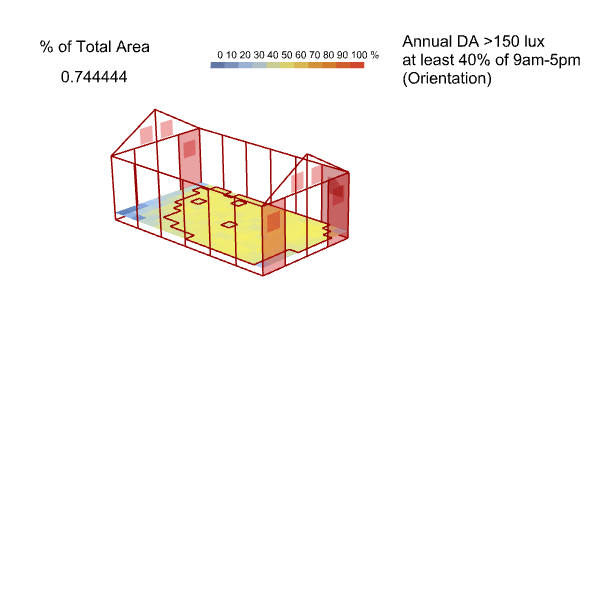 % of Total Area
0.744444
0 10 20 30 40 50 60 70 80 90 100 %
Annual DA >150 lux
at least 40% of 9am-5pm
(Orientation)